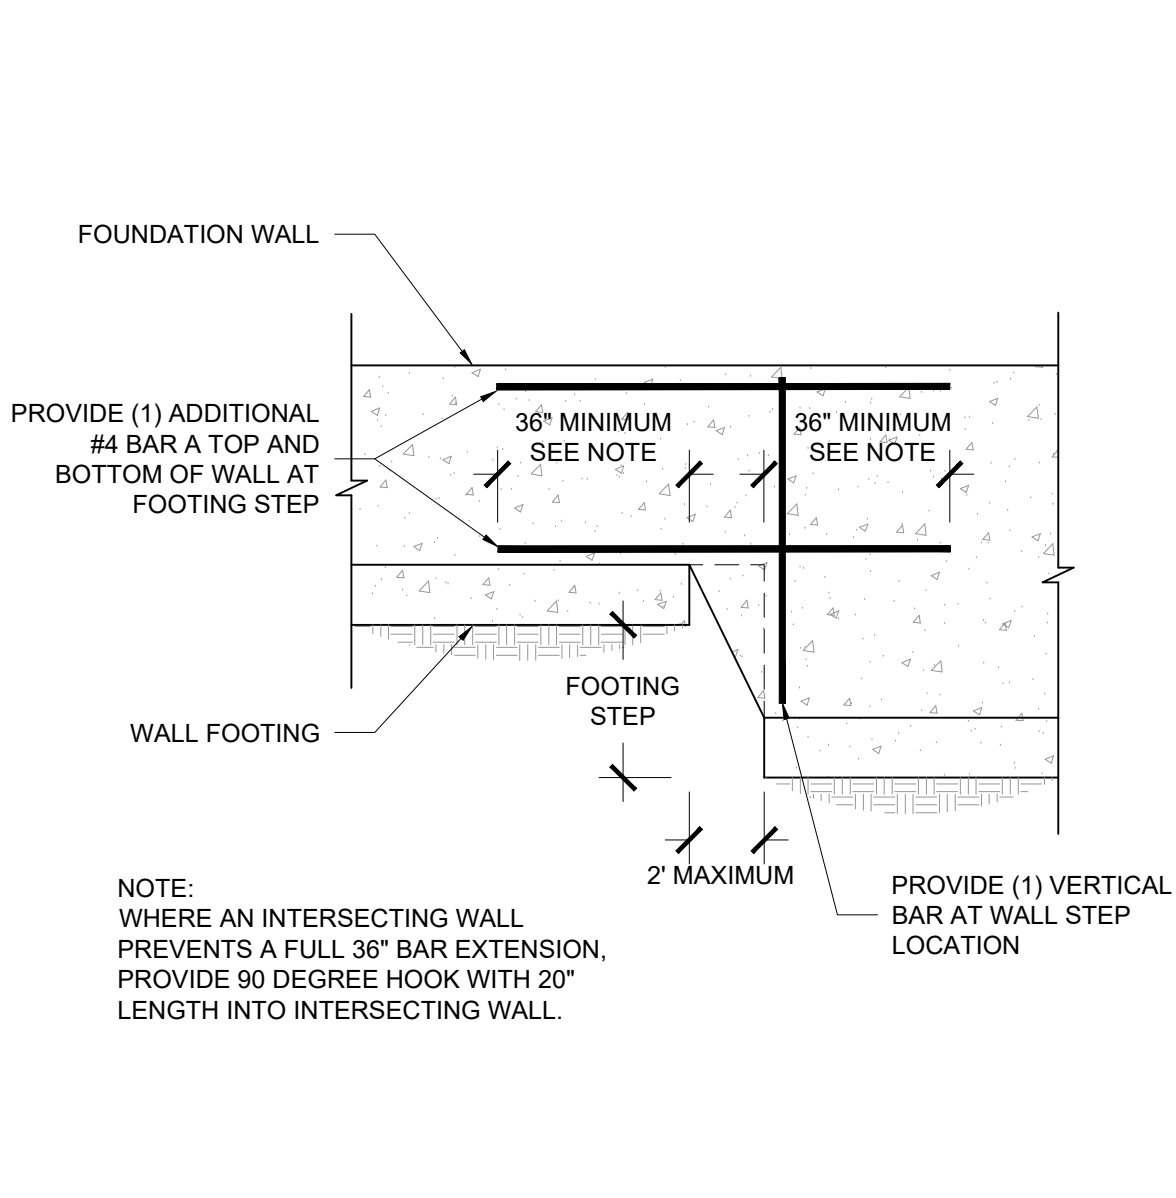 FOUNDATION WALL
PROVIDE (1) ADDITIONAL
#4 BAR A TOP AND
BOTTOM OF WALL AT
FOOTING STEP
36" MINIMUM
SEE NOTE
36" MINIMUM
SEE NOTE
FOOTING
STEP
WALL FOOTING
2' MAXIMUM
PROVIDE (1) VERTICAL
BAR AT WALL STEP
LOCATION
NOTE:
WHERE AN INTERSECTING WALL
PREVENTS A FULL 36" BAR EXTENSION,
PROVIDE 90 DEGREE HOOK WITH 20"
LENGTH INTO INTERSECTING WALL.